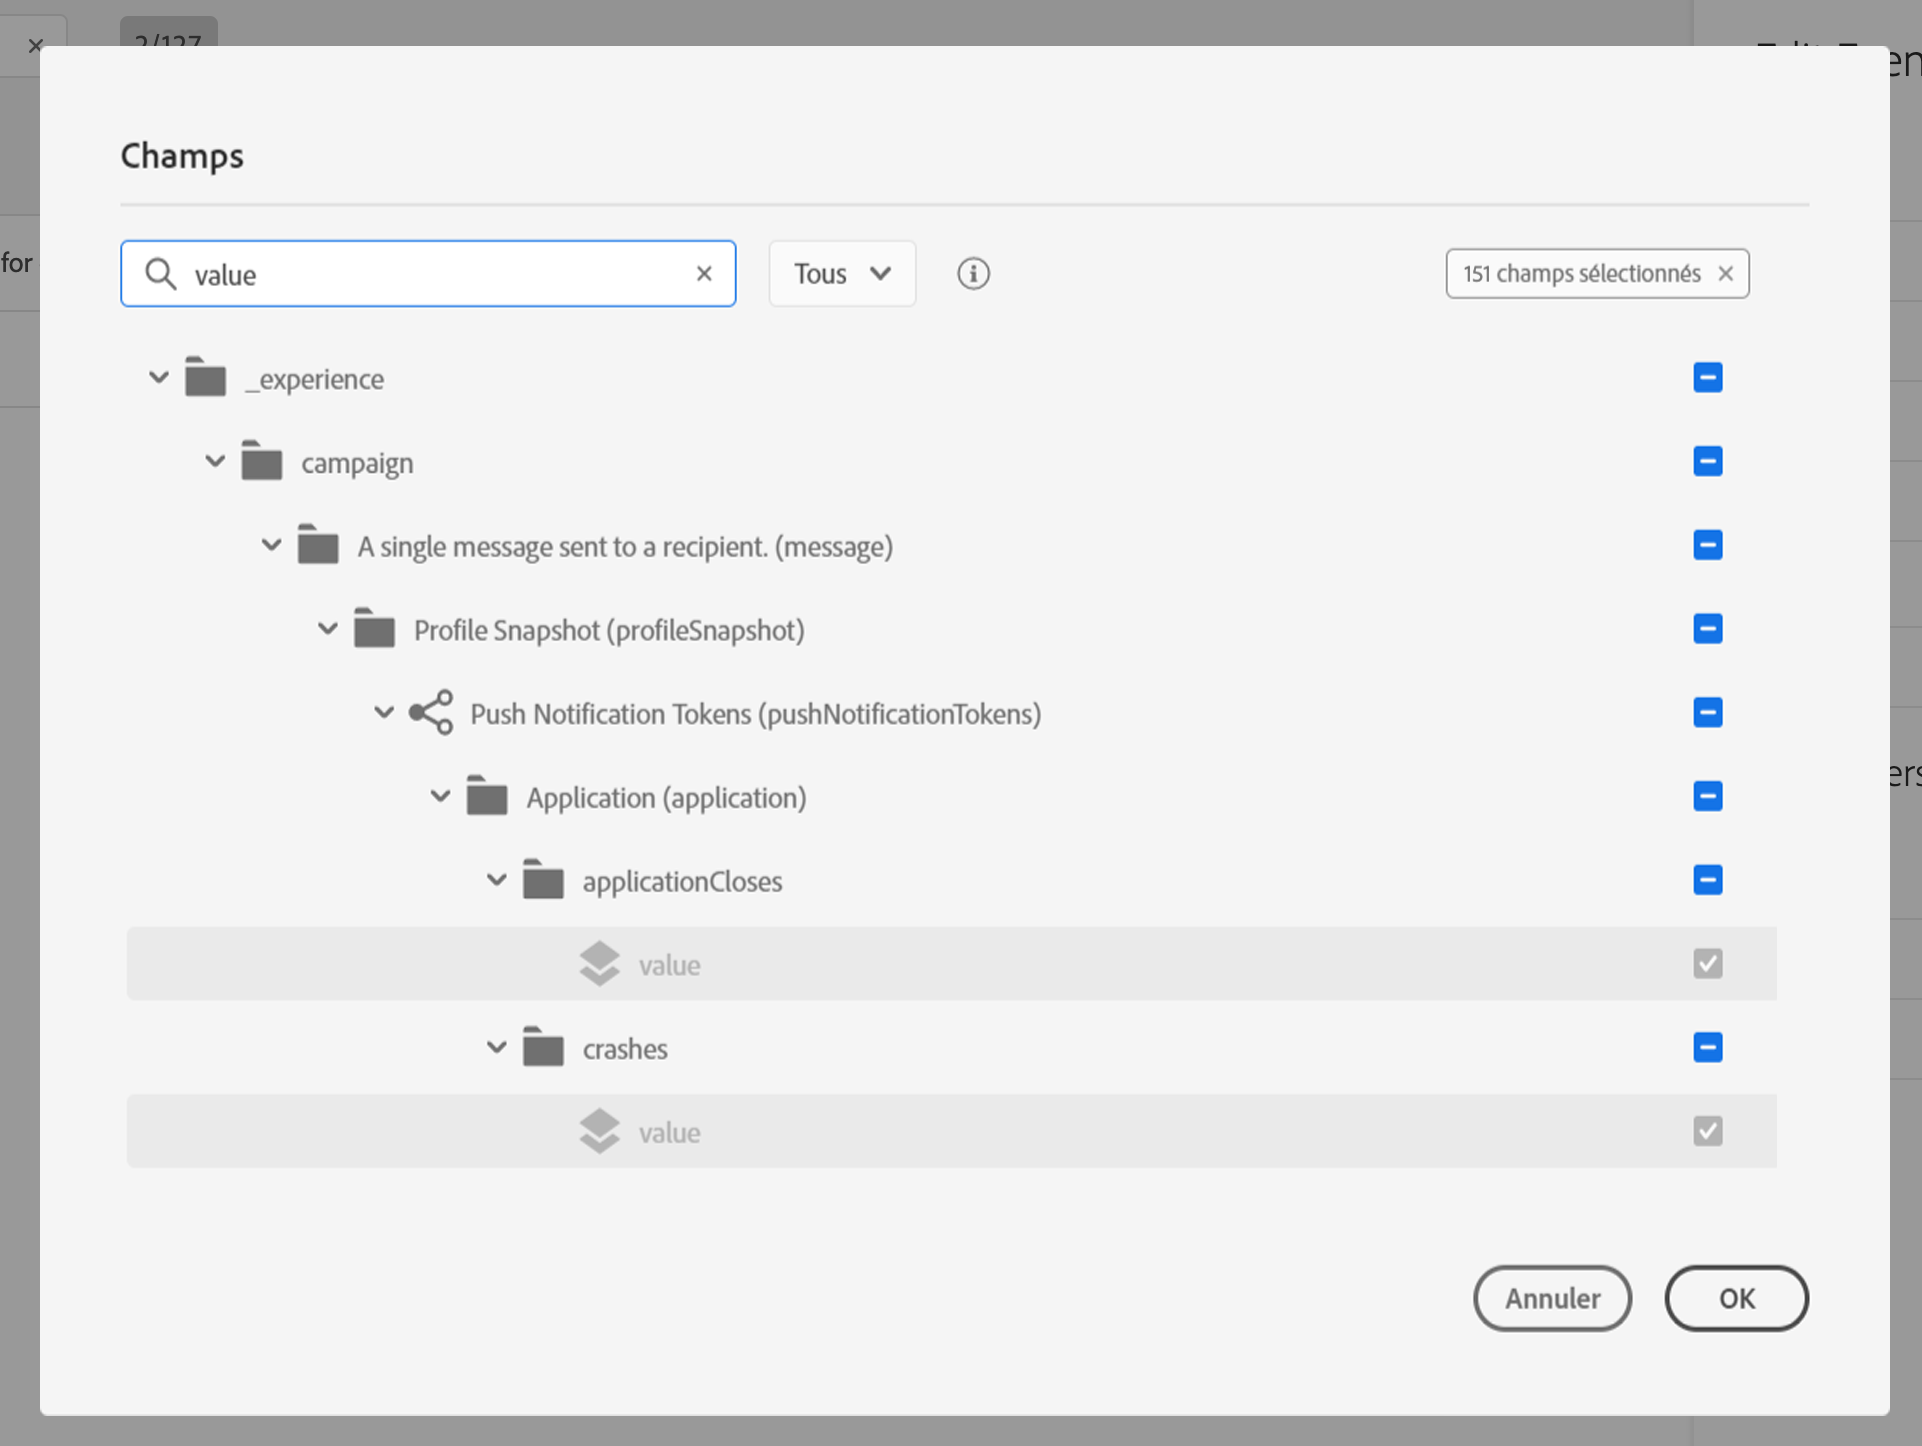 2/127
for
Champs
value
Tous
151 champs sélectionnés
_experience
campaign
A single message sent to a recipient. (message)
Profile Snapshot (profileSnapshot)
Push Notification Tokens (pushNotificationTokens)
Application (application)
applicationCloses
value
crashes
value
Annuler
OK